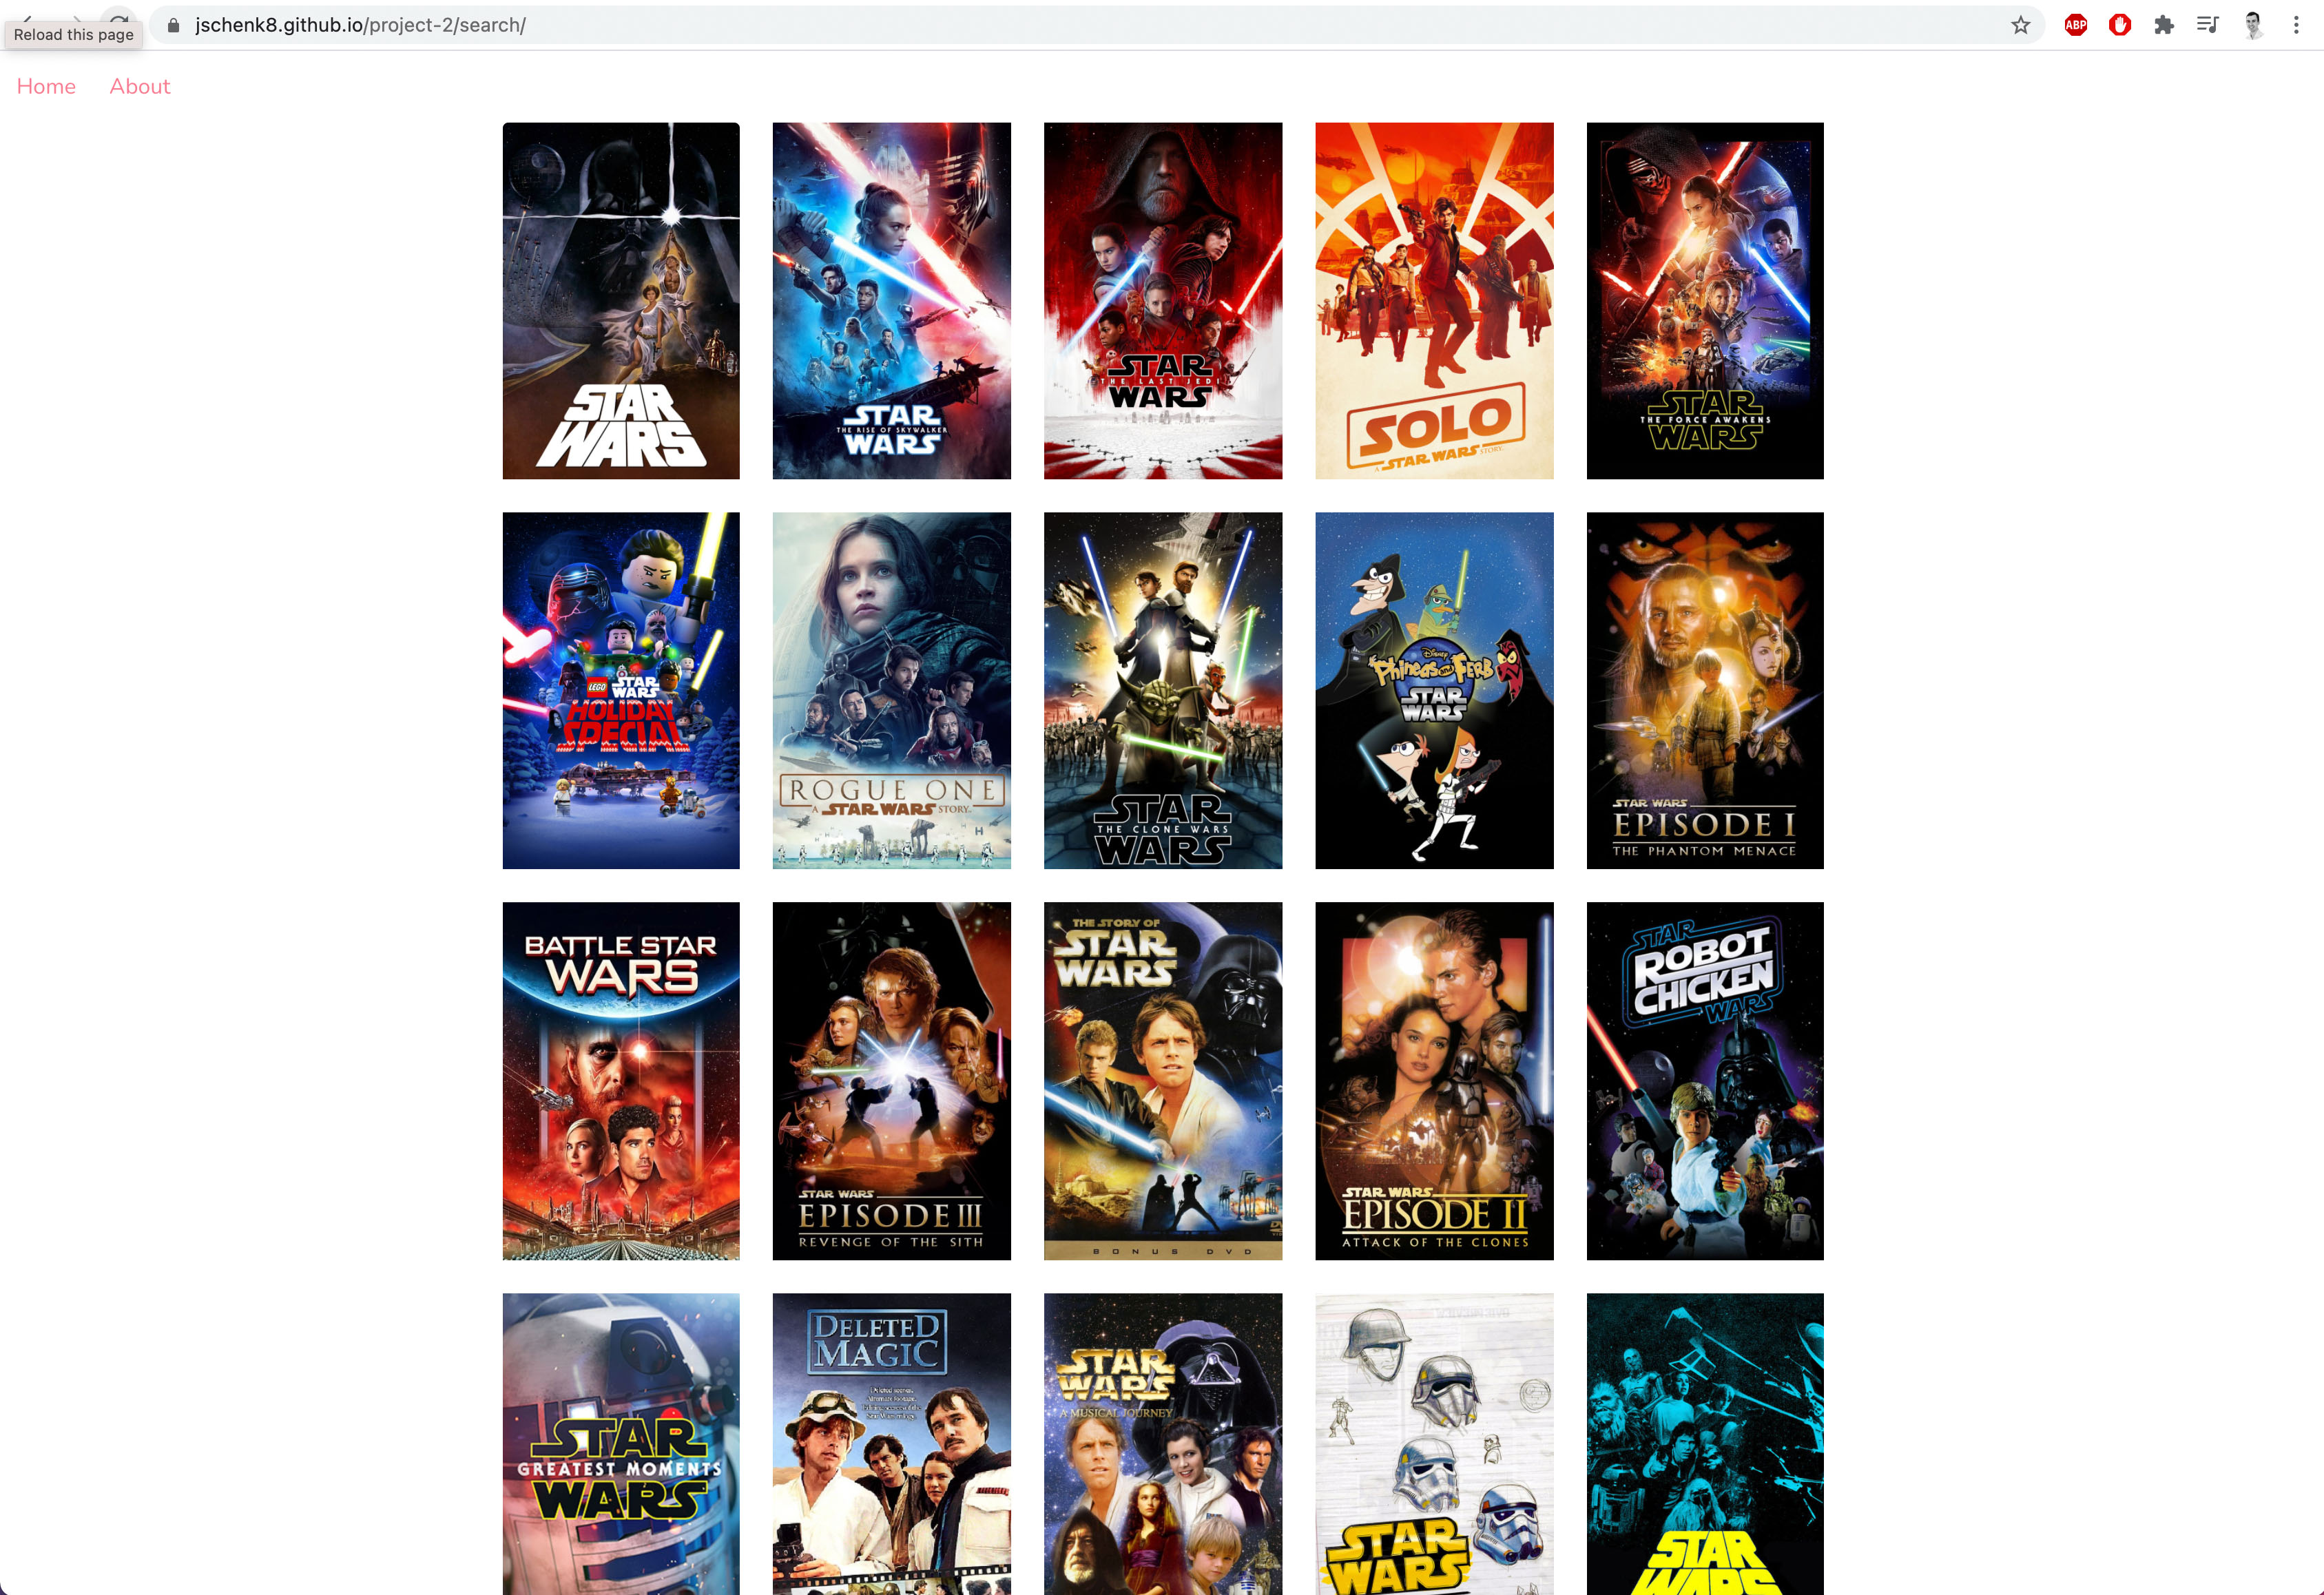 Reload this page
jschenk8.github.io/project-2/search/
ABP
Home
About
STAR
WARS
STAR
THE RISE OF SKYWALKER
WARS
STAR
THE LAST JEDI
WARS
SOLO
A STAR WARS STORY
STAR
THE FORCE AWAKENS
WARS
LEGO STAR WARS
HOLIDAY
SPECIAL
ROGUE ONE
A STAR WARS STORY
STAR
THE CLONE WARS
WARS
Disney
Phineas and Ferb
STAR
WARS
STAR WARS
EPISODE I
THE PHANTOM MENACE
BATTLE STAR
WARS
STAR WARS
EPISODE III
REVENGE OF THE SITH
THE STORY OF
STAR
WARS
BONUS DVD
STAR WARS
EPISODE II
ATTACK OF THE CLONES
STAR
ROBOT
CHICKEN
WARS
STAR
GREATEST MOMENTS
WARS
DELETED
MAGIC
STAR
WARS
A MUSICAL JOURNEY
STAR
WARS
STAR
WARS